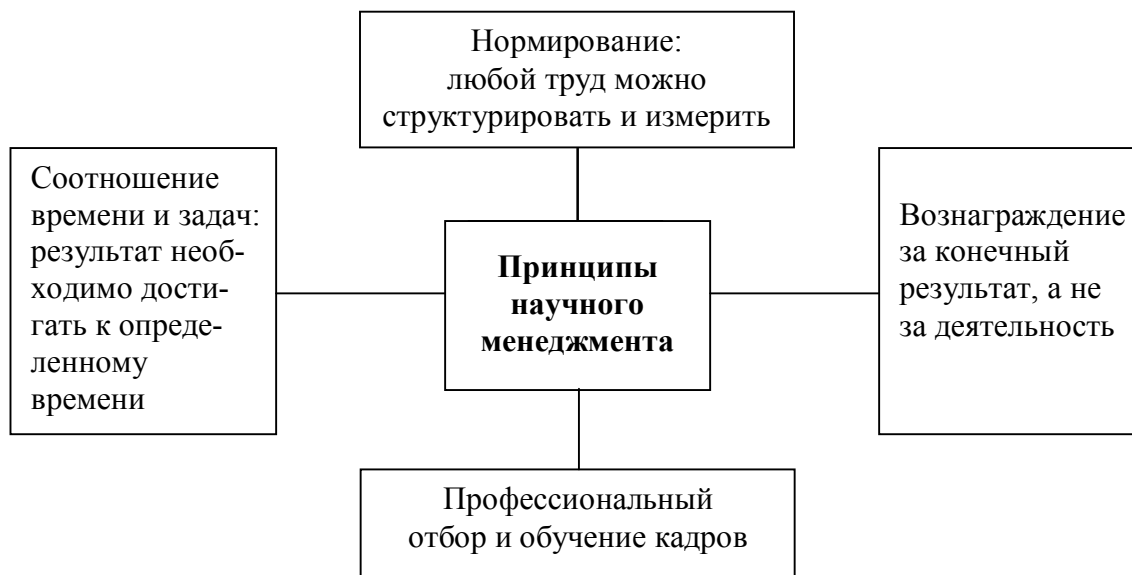 Нормирование:
любой труд можно
структурировать и измерить
Соотношение
времени и задач:
результат необ-
ходимо дости-
гать к опреде-
ленному
времени
Принципы
научного
менеджмента
Вознаграждение
за конечный
результат, а не
за деятельность
Профессиональный
отбор и обучение кадров